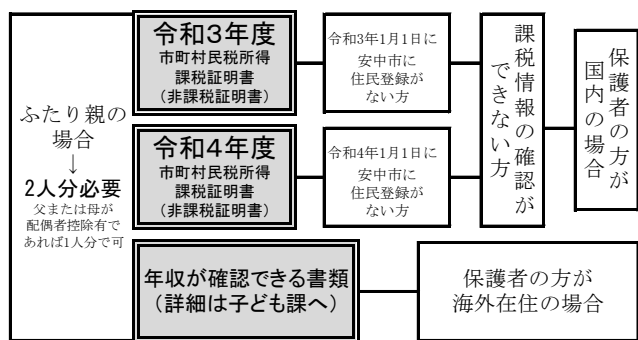 保護者の方が
国内の場合
課税情報の確認が
できない方
令和3年1月1日に
安中市に
住民登録が
ない方
令和3年度
市町村民税所得
課税証明書
(非課税証明書)
令和4年1月1日に
安中市に
住民登録が
ない方
令和4年度
市町村民税所得
課税証明書
(非課税証明書)
保護者の方が
海外在住の場合
年収が確認できる書類
(詳細は子ども課へ)
ふたり親の
場合
↓
2人分必要
父または母が
配偶者控除有で
あれば1人分で可